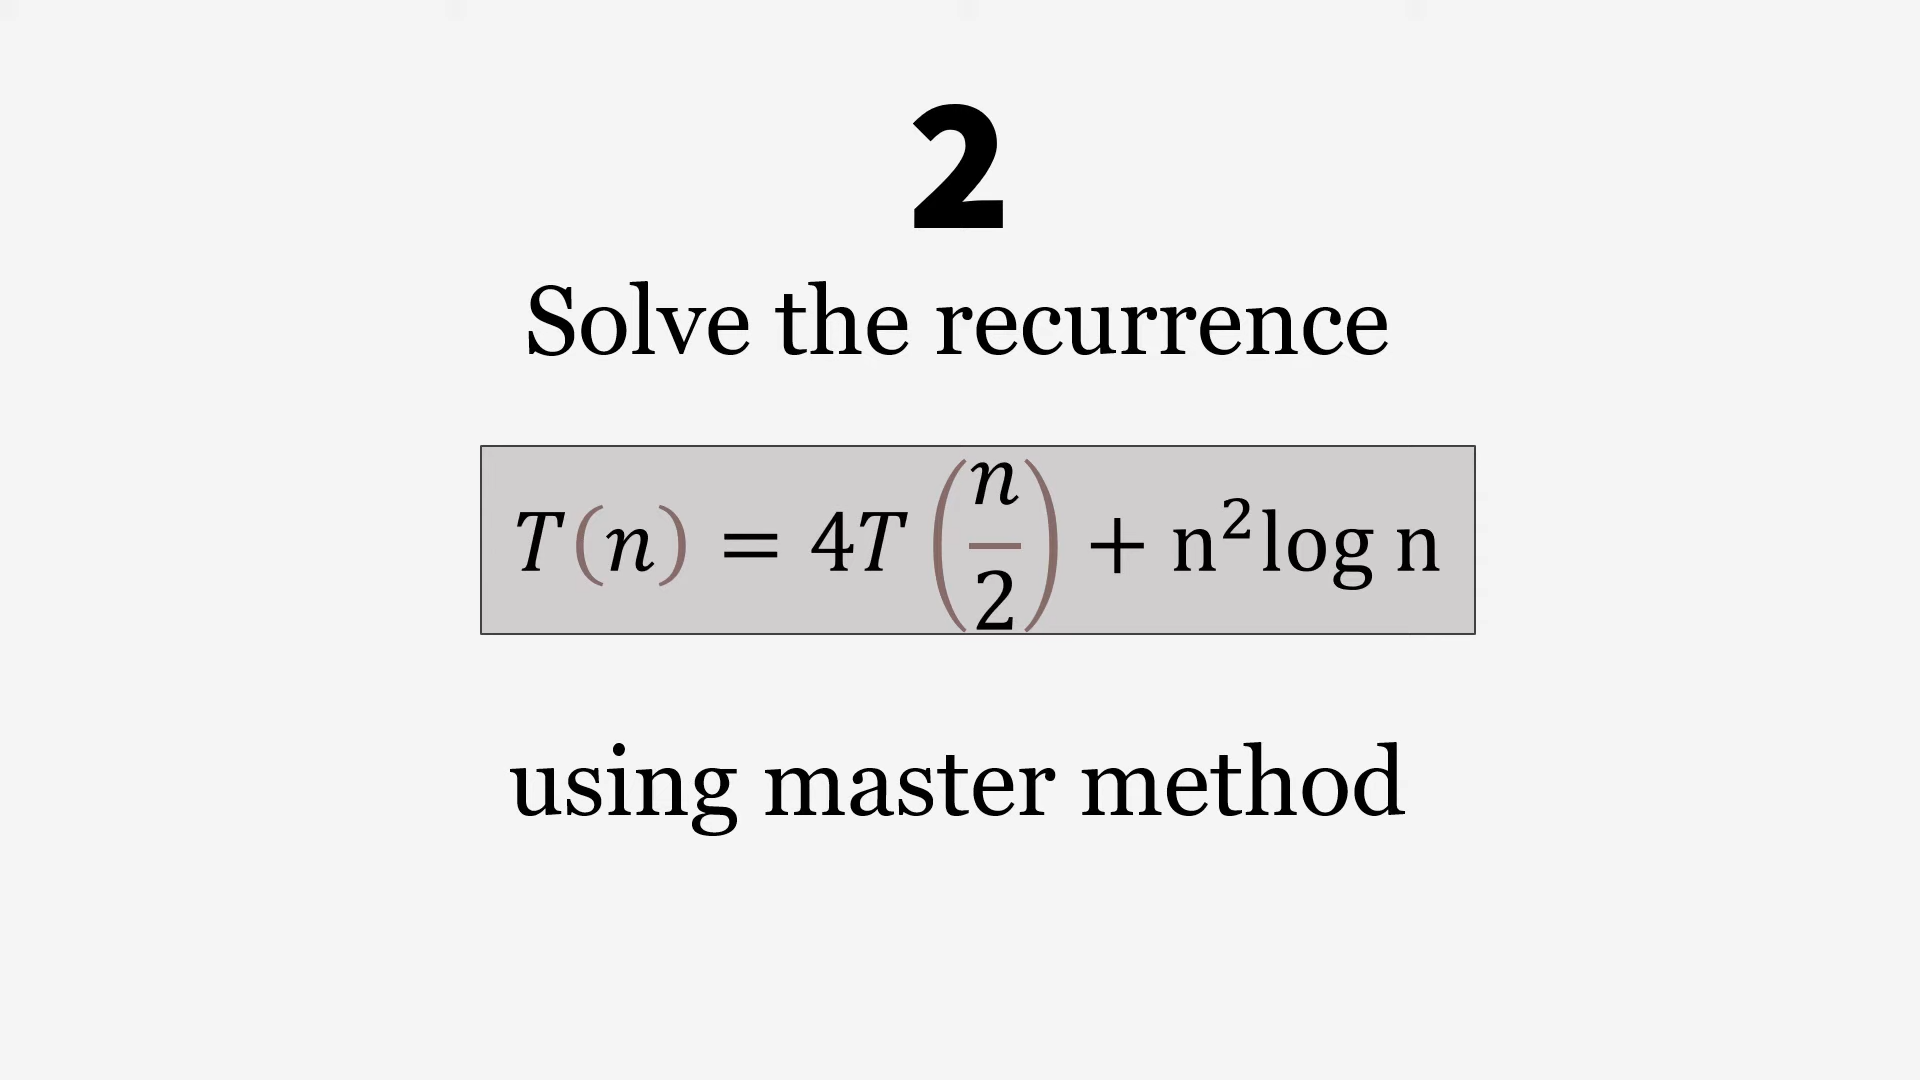 2
Solve the recurrence
T(n) = 4T(n/2) + n²log n
using master method